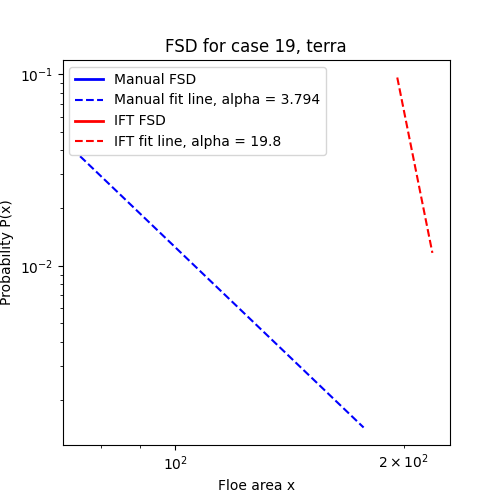 FSD for case 19, terra
Manual FSD
Manual fit line, alpha = 3.794
IFT FSD
IFT fit line, alpha = 19.8
Probability P(x)
10⁻¹
10⁻²
10²
2 × 10²
Floe area x